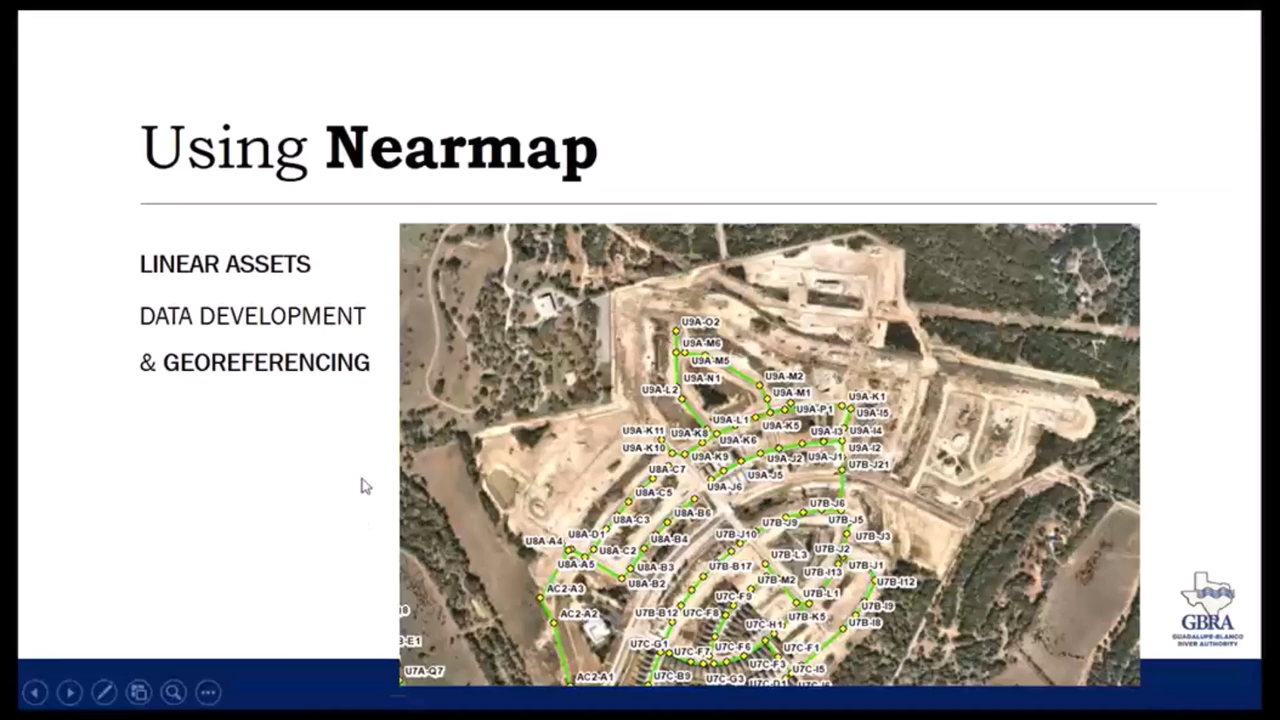 Using Nearmap
LINEAR ASSETS
DATA DEVELOPMENT
& GEOREFERENCING
U9A-O2
U9A-M6
U9A-M5
U9A-N1
U9A-M2
U9A-L2
U9A-M1
U9A-K1
U9A-P1
U9A-I5
U9A-L1
U9A-K5
U9A-K11
U9A-K8
U9A-I3
U9A-I4
U9A-K6
U9A-K10
U9A-I2
U9A-K9
U9A-J2
U9A-J1
U8A-C7
U7B-J21
U9A-J5
U9A-J6
U8A-C5
U7B-J6
U8A-B6
U8A-C3
U7B-J9
U7B-J5
U8A-D1
U7B-J10
U7B-J3
U8A-A4
U8A-B4
U8A-C2
U7B-J2
U7B-L3
U8A-A5
U8A-B3
U7B-B17
U7B-I13
U7B-J1
U8A-B2
U7B-M2
U7B-I12
AC2-A3
U7C-F9
U7B-L1
U7B-I9
AC2-A2
U7B-B12
U7C-F8
U7B-K5
U7C-H1
U7B-I8
U7C-G1
U7C-F7
U7C-F6
U7C-F1
U7C-F3
U7C-I5
U7A-Q7
AC2-A1
U7C-B9
U7C-G3
GBRA
GUADALUPE-BLANCO
RIVER AUTHORITY